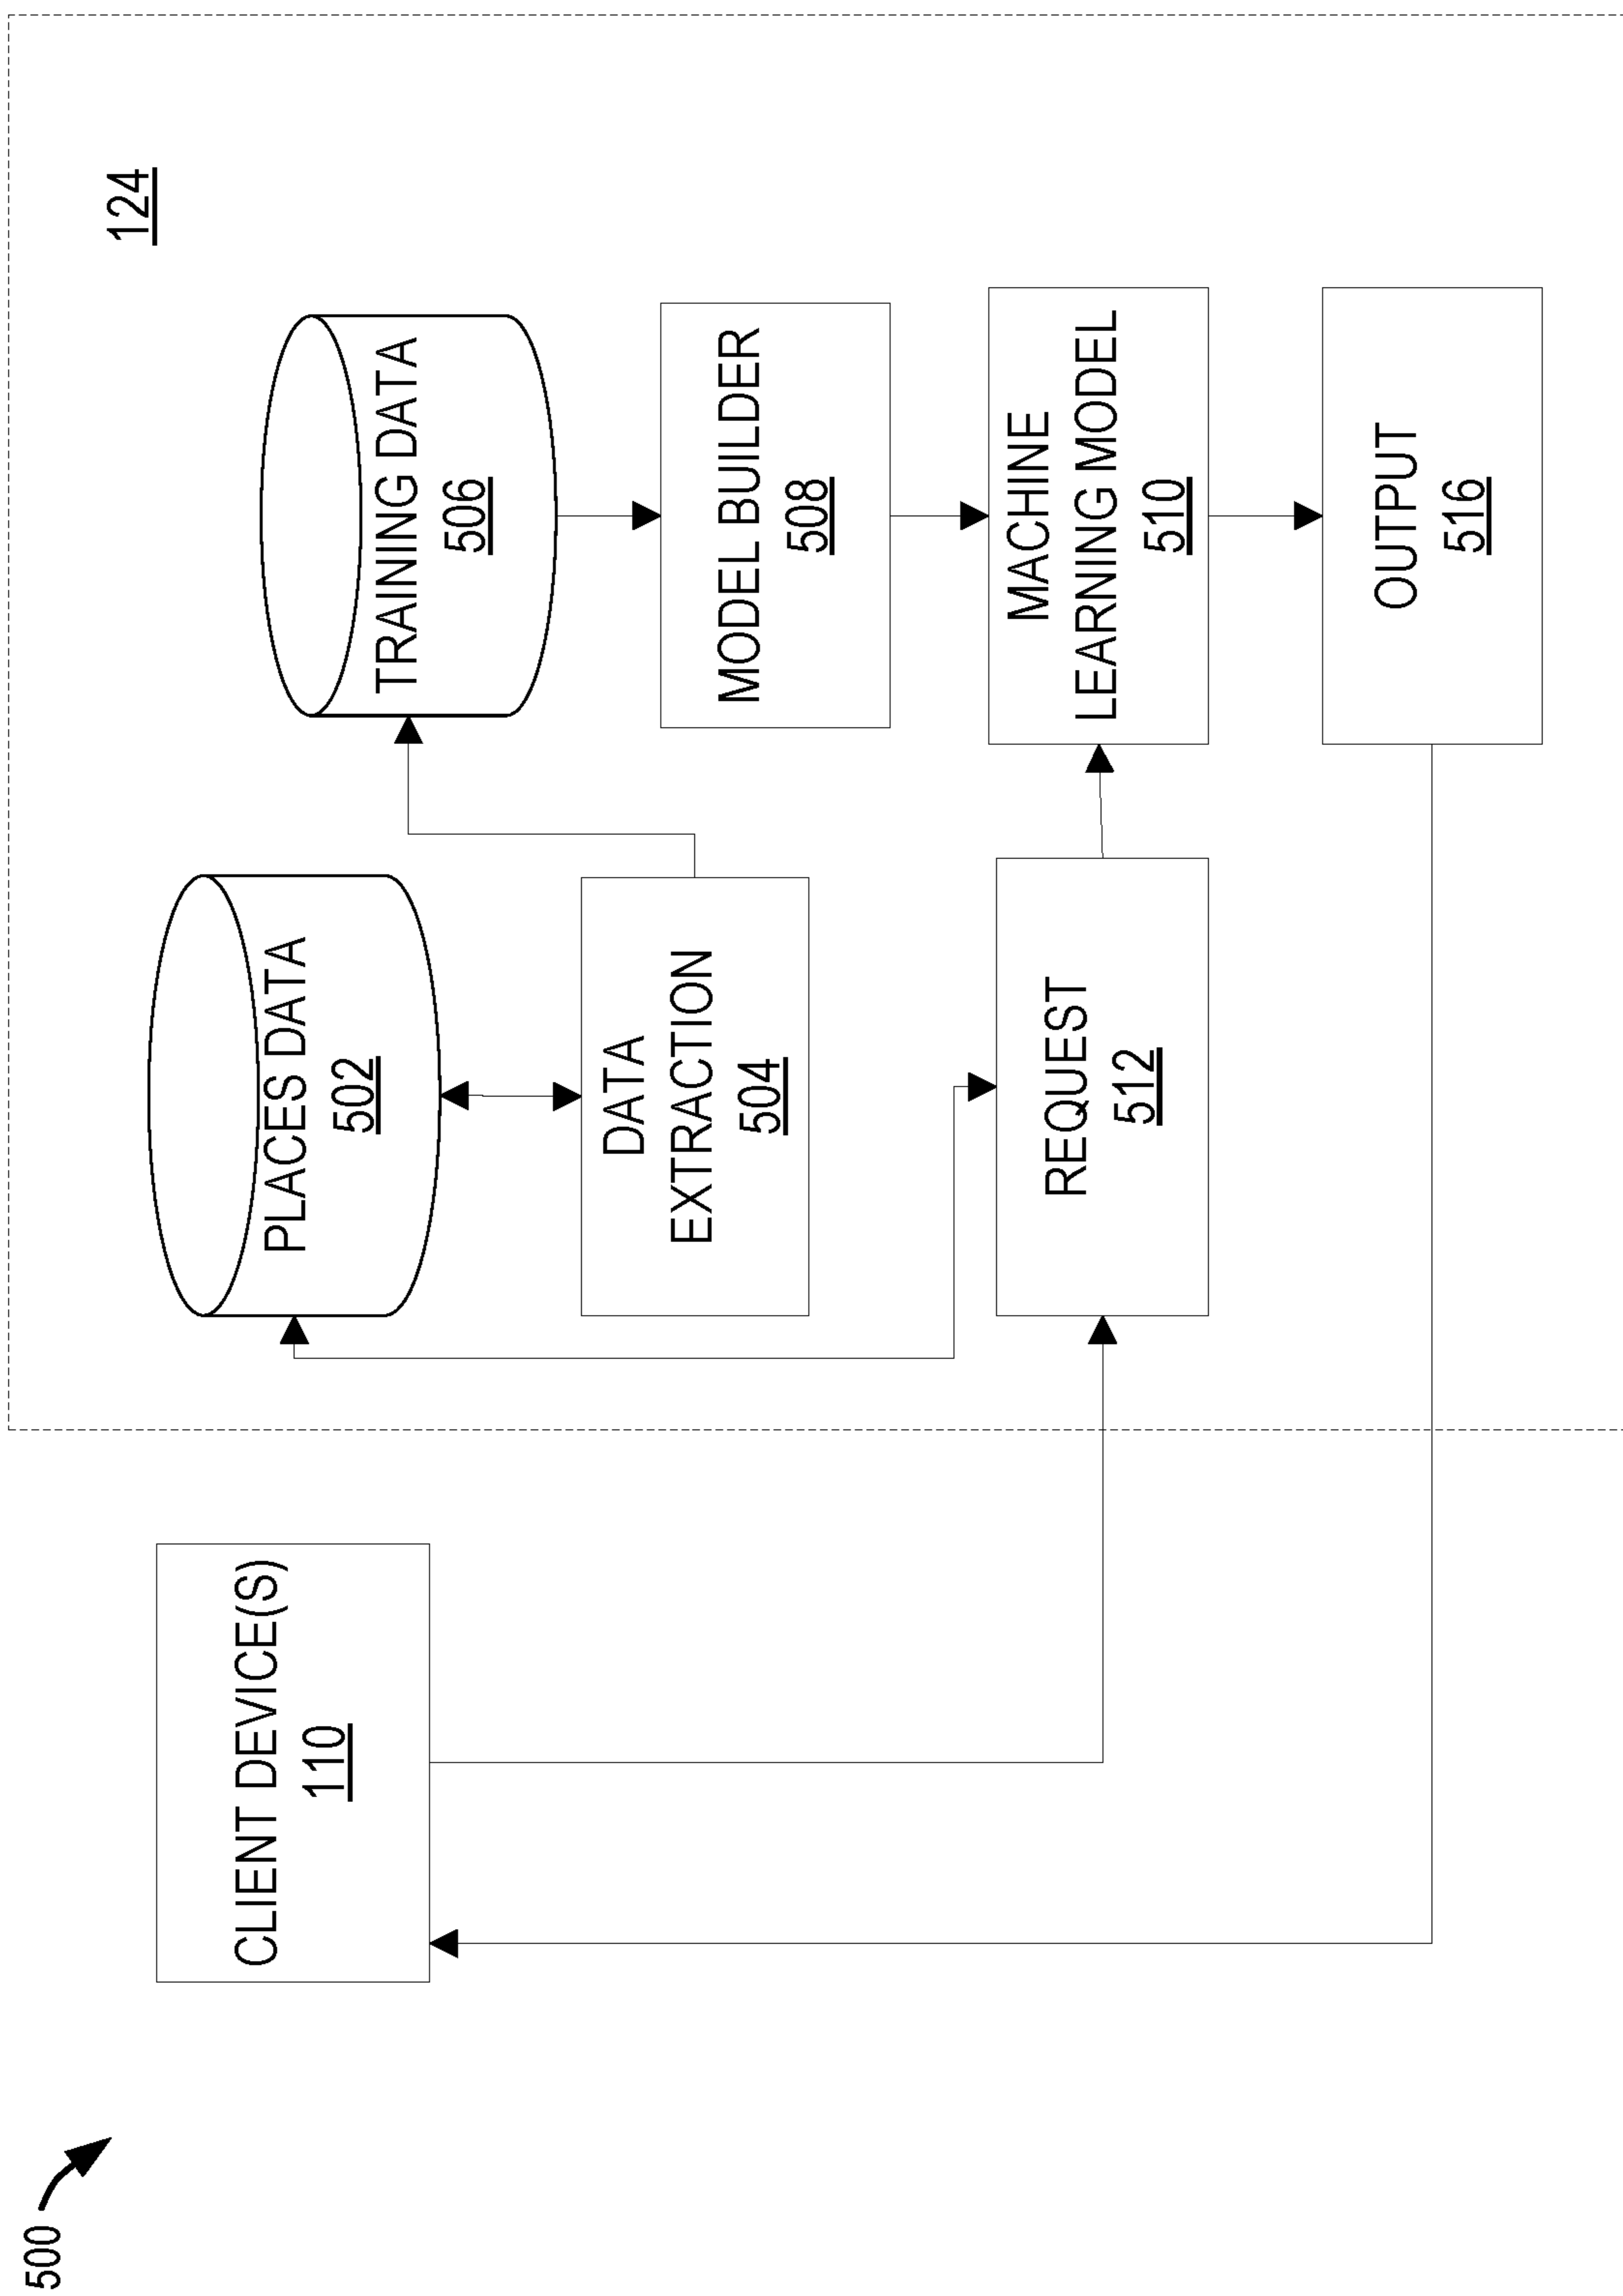 500
124
CLIENT DEVICE(S)
110
PLACES DATA
502
TRAINING DATA
506
DATA
EXTRACTION
504
MODEL BUILDER
508
REQUEST
512
MACHINE
LEARNING MODEL
510
OUTPUT
516